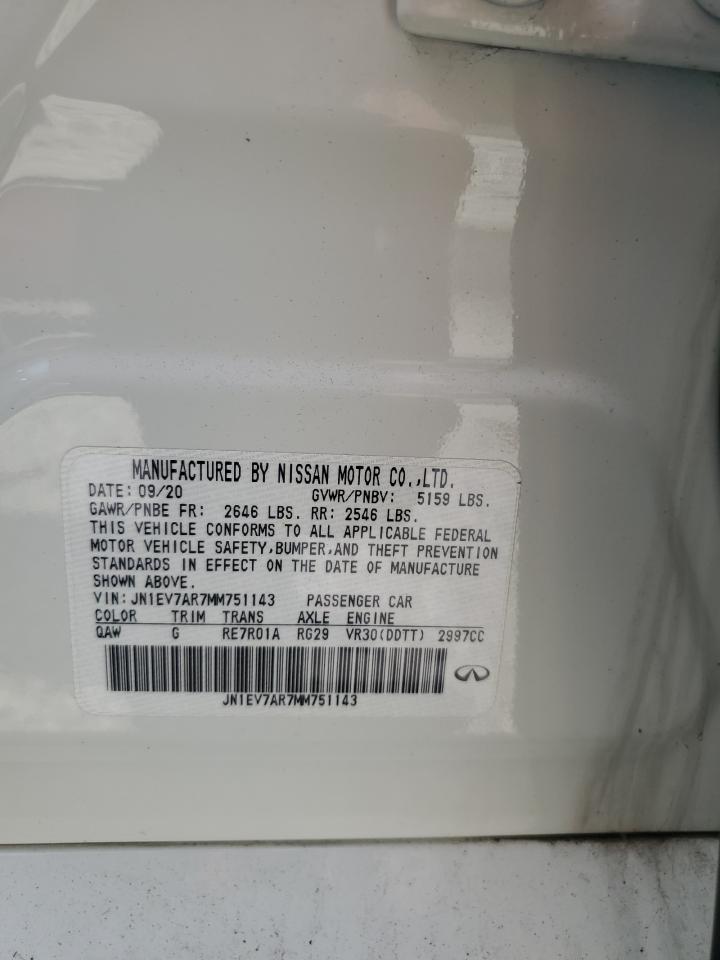 MANUFACTURED BY NISSAN MOTOR CO.,LTD.
DATE: 09/20 GVWR/PNBV: 5159 LBS.
GAWR/PNBE FR: 2646 LBS. RR: 2546 LBS.
THIS VEHICLE CONFORMS TO ALL APPLICABLE FEDERAL
MOTOR VEHICLE SAFETY,BUMPER,AND THEFT PREVENTION
STANDARDS IN EFFECT ON THE DATE OF MANUFACTURE
SHOWN ABOVE.
VIN: JN1EV7AR7MM751143 PASSENGER CAR
COLOR TRIM TRANS AXLE ENGINE
QAW G RE7R01A RG29 VR30(DDTT) 2997CC
JN1EV7AR7MM751143